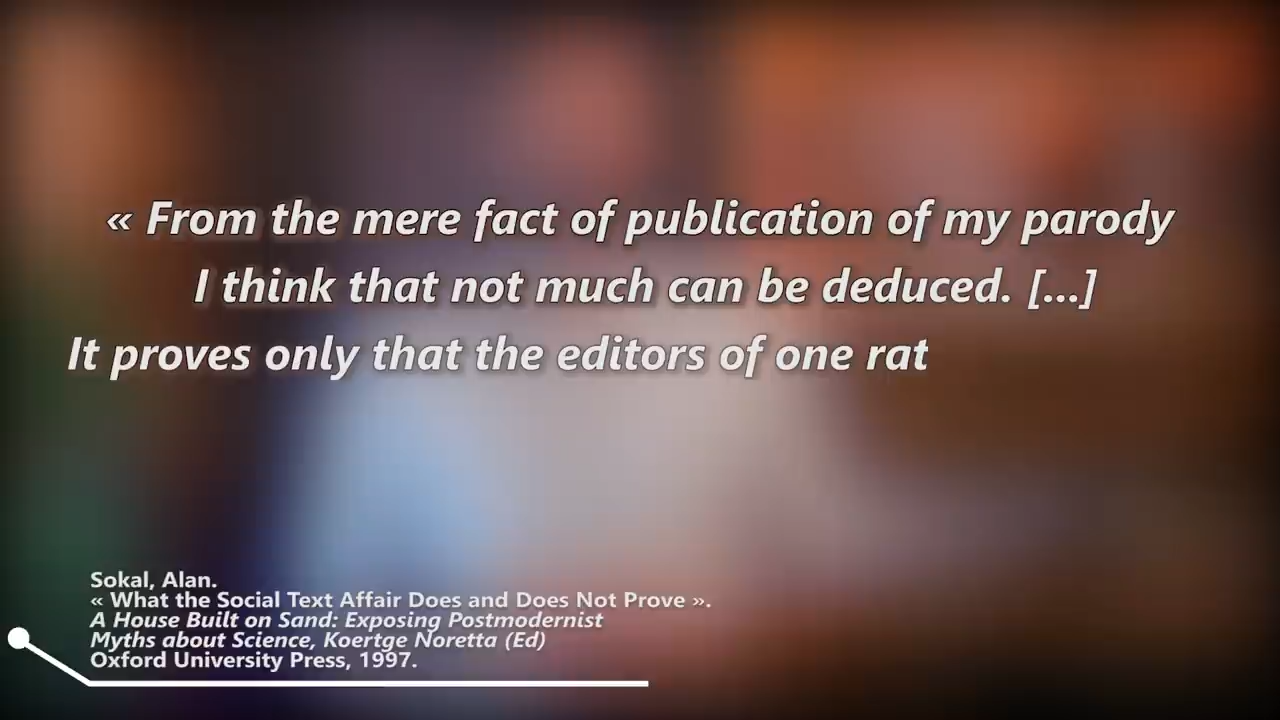 « From the mere fact of publication of my parody
I think that not much can be deduced. [...]
It proves only that the editors of one rat
Sokal, Alan.
« What the Social Text Affair Does and Does Not Prove ».
A House Built on Sand: Exposing Postmodernist
Myths about Science, Koertge Noretta (Ed)
Oxford University Press, 1997.